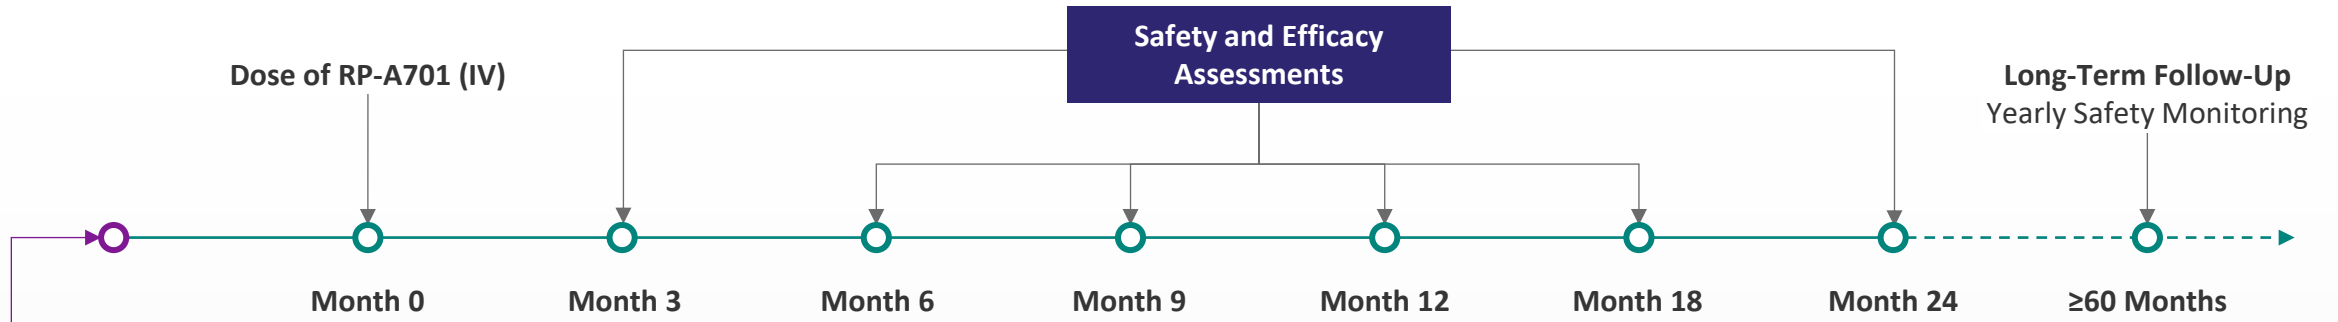 Safety and Efficacy
Assessments
Dose of RP-A701 (IV)
Long-Term Follow-Up
Yearly Safety Monitoring
Month 0
Month 3
Month 6
Month 9
Month 12
Month 18
Month 24
≥60 Months